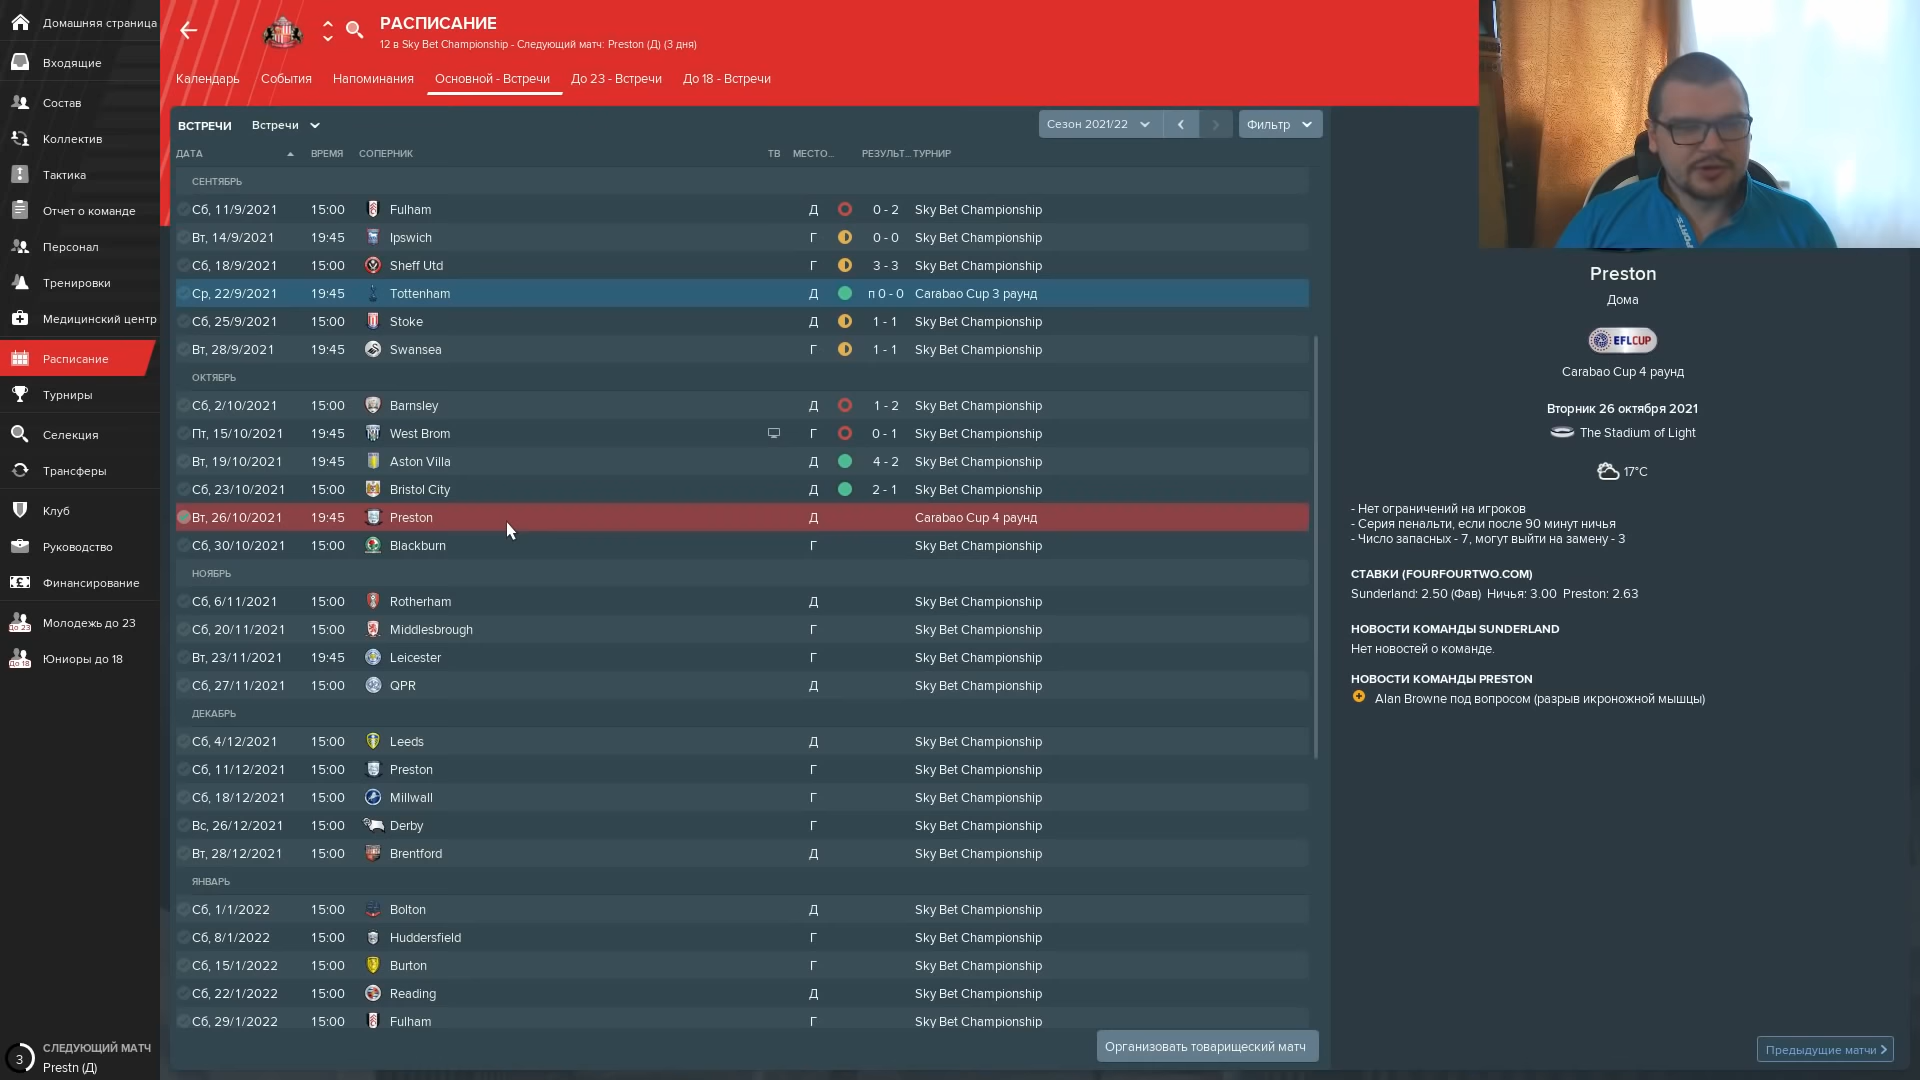 Домашняя страница
Входящие
Состав
Коллектив
Тактика
Отчет о команде
Персонал
Тренировки
Медицинский центр
Расписание
Турниры
Селекция
Трансферы
Клуб
Руководство
Финансирование
До 23
Молодежь до 23
До 18
Юниоры до 18
3
СЛЕДУЮЩИЙ МАТЧ
Prestn (Д)
РАСПИСАНИЕ
12 в Sky Bet Championship - Следующий матч: Preston (Д) (3 дня)
Календарь События Напоминания Основной - Встречи До 23 - Встречи До 18 - Встречи
ВСТРЕЧИ Встречи Сезон 2021/22 Фильтр
ДАТА ВРЕМЯ СОПЕРНИК ТВ МЕСТО... РЕЗУЛЬТ... ТУРНИР
СЕНТЯБРЬ
Сб, 11/9/2021 15:00 Fulham Д 0 - 2 Sky Bet Championship
Вт, 14/9/2021 19:45 Ipswich Г 0 - 0 Sky Bet Championship
Сб, 18/9/2021 15:00 Sheff Utd Г 3 - 3 Sky Bet Championship
Ср, 22/9/2021 19:45 Tottenham Д п 0 - 0 Carabao Cup 3 раунд
Сб, 25/9/2021 15:00 Stoke Д 1 - 1 Sky Bet Championship
Вт, 28/9/2021 19:45 Swansea Г 1 - 1 Sky Bet Championship
ОКТЯБРЬ
Сб, 2/10/2021 15:00 Barnsley Д 1 - 2 Sky Bet Championship
Пт, 15/10/2021 19:45 West Brom Г 0 - 1 Sky Bet Championship
Вт, 19/10/2021 19:45 Aston Villa Д 4 - 2 Sky Bet Championship
Сб, 23/10/2021 15:00 Bristol City Д 2 - 1 Sky Bet Championship
Вт, 26/10/2021 19:45 Preston Д Carabao Cup 4 раунд
Сб, 30/10/2021 15:00 Blackburn Г Sky Bet Championship
НОЯБРЬ
Сб, 6/11/2021 15:00 Rotherham Д Sky Bet Championship
Сб, 20/11/2021 15:00 Middlesbrough Г Sky Bet Championship
Вт, 23/11/2021 19:45 Leicester Г Sky Bet Championship
Сб, 27/11/2021 15:00 QPR Д Sky Bet Championship
ДЕКАБРЬ
Сб, 4/12/2021 15:00 Leeds Д Sky Bet Championship
Сб, 11/12/2021 15:00 Preston Г Sky Bet Championship
Сб, 18/12/2021 15:00 Millwall Г Sky Bet Championship
Вс, 26/12/2021 15:00 Derby Г Sky Bet Championship
Вт, 28/12/2021 15:00 Brentford Д Sky Bet Championship
ЯНВАРЬ
Сб, 1/1/2022 15:00 Bolton Д Sky Bet Championship
Сб, 8/1/2022 15:00 Huddersfield Г Sky Bet Championship
Сб, 15/1/2022 15:00 Burton Г Sky Bet Championship
Сб, 22/1/2022 15:00 Reading Д Sky Bet Championship
Сб, 29/1/2022 15:00 Fulham Г Sky Bet Championship
Организовать товарищеский матч
Preston
Дома
EFL CUP
Carabao Cup 4 раунд
Вторник 26 октября 2021
The Stadium of Light
17°C
- Нет ограничений на игроков
- Серия пенальти, если после 90 минут ничья
- Число запасных - 7, могут выйти на замену - 3
СТАВКИ (FOURFOURTWO.COM)
Sunderland: 2.50 (Фав) Ничья: 3.00 Preston: 2.63
НОВОСТИ КОМАНДЫ SUNDERLAND
Нет новостей о команде.
НОВОСТИ КОМАНДЫ PRESTON
Alan Browne под вопросом (разрыв икроножной мышцы)
Предыдущие матчи